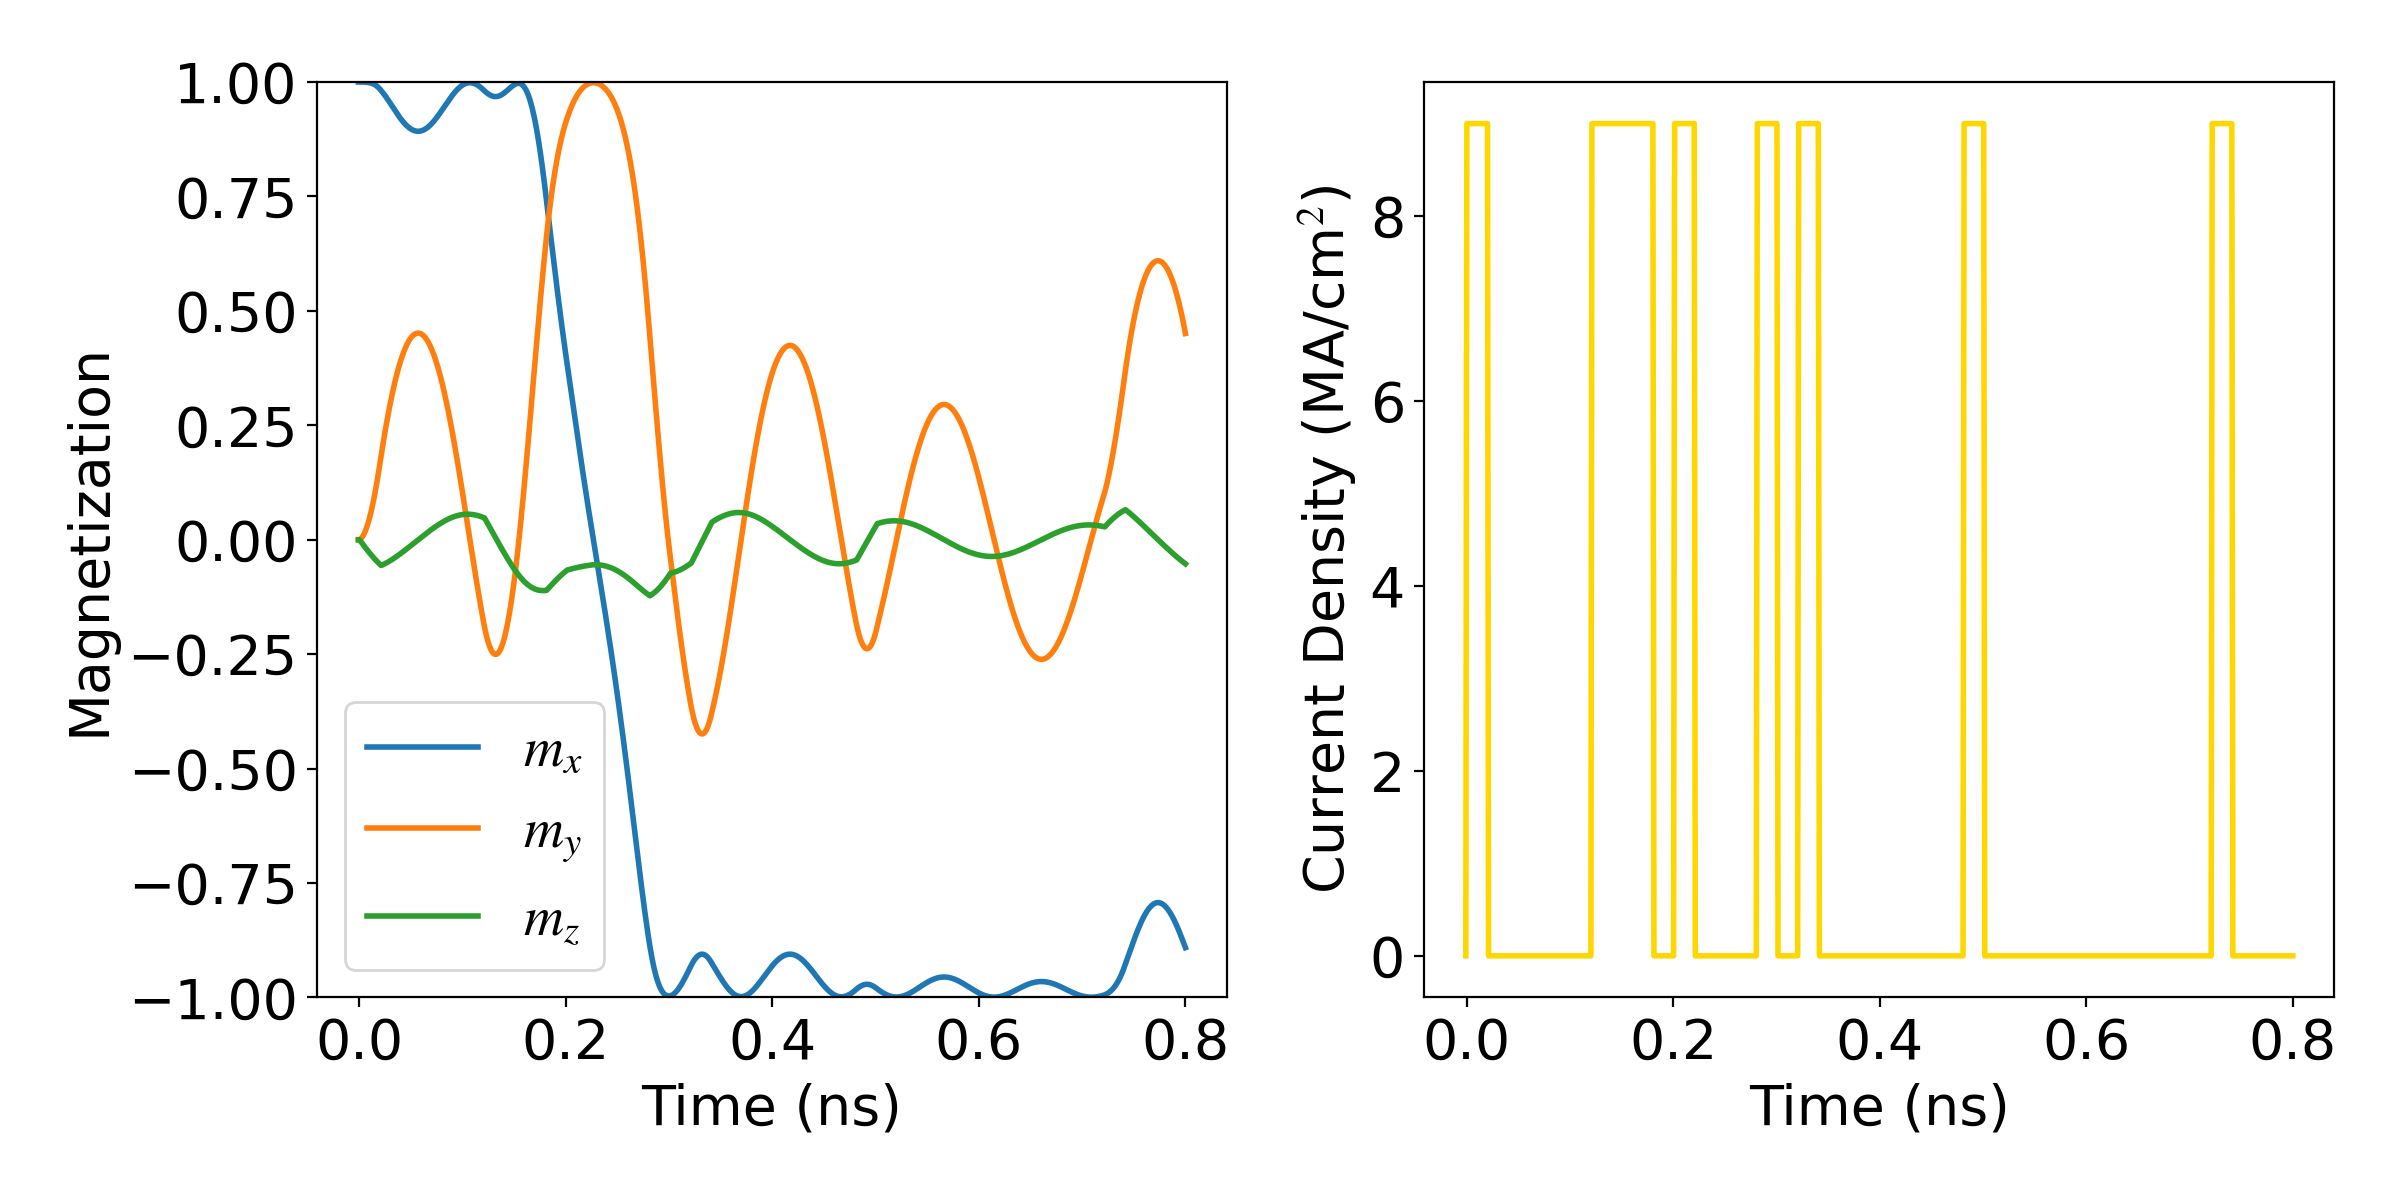 Magnetization
1.00
0.75
0.50
0.25
0.00
−0.25
−0.50
−0.75
−1.00
m_x
m_y
m_z
0.0 0.2 0.4 0.6 0.8
Time (ns)
Current Density (MA/cm²)
8
6
4
2
0
0.0 0.2 0.4 0.6 0.8
Time (ns)